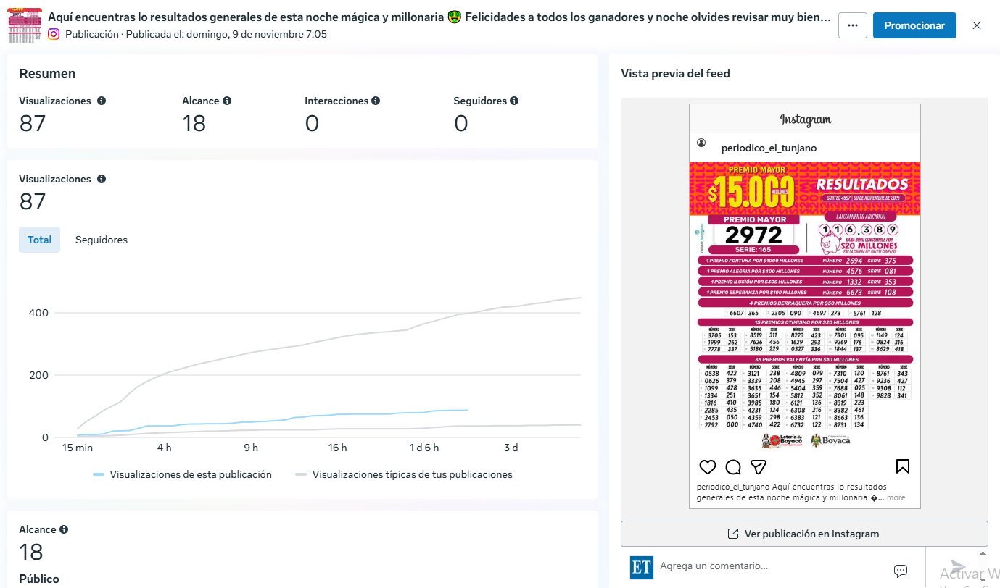 Aquí encuentras lo resultados generales de esta noche mágica y millonaria 🤑 Felicidades a todos los ganadores y noche olvides revisar muy bien...
Publicación · Publicada el: domingo, 9 de noviembre 7:05
Promocionar
Resumen
Visualizaciones
87
Alcance
18
Interacciones
0
Seguidores
0
Visualizaciones
87
Total
Seguidores
400
200
0
15 min
4 h
9 h
16 h
1 d 6 h
3 d
Visualizaciones de esta publicación
Visualizaciones típicas de tus publicaciones
Alcance
18
Público
Vista previa del feed
Instagram
periodico_el_tunjano
PREMIO MAYOR
$15.000
MILLONES
RESULTADOS
SORTEO 4597 | 08 DE NOVIEMBRE DE 2025
PREMIO MAYOR
2972
SERIE: 165
LANZAMIENTO ADICIONAL
116.389
GANA BONO CONSUMIBLE POR
$20 MILLONES
POR LA COMPRA DEL BILLETE COMPLETO
1 PREMIO FORTUNA POR $1000 MILLONES NÚMERO 2694 SERIE 375
1 PREMIO ALEGRÍA POR $400 MILLONES NÚMERO 4576 SERIE 081
1 PREMIO ILUSIÓN POR $300 MILLONES NÚMERO 1332 SERIE 353
1 PREMIO ESPERANZA POR $100 MILLONES NÚMERO 6673 SERIE 108
4 PREMIOS BERRAQUERA POR $50 MILLONES
6607 365 2305 090 4697 273 5761 128
15 PREMIOS OTIMISMO POR $20 MILLONES
NÚMERO SERIE NÚMERO SERIE NÚMERO SERIE NÚMERO SERIE NÚMERO SERIE
3705 153 8519 311 8223 423 7801 095 1149 124
1999 262 7626 456 1629 293 9269 176 0824 316
7778 337 5180 229 0327 336 1844 137 8629 418
36 PREMIOS VALENTÍA POR $10 MILLONES
NÚMERO SERIE NÚMERO SERIE NÚMERO SERIE NÚMERO SERIE NÚMERO SERIE
0538 422 3121 238 4809 079 7310 130 8761 343
0626 379 3339 208 4945 297 7504 427 9236 427
1099 428 3635 446 5404 359 7688 025 9308 112
1334 251 3651 154 5812 352 8061 148 9828 341
1816 410 3985 180 6121 136 8319 223
2285 435 4231 124 6308 216 8382 461
2453 050 4359 298 6383 121 8663 136
2792 000 4740 422 6732 122 8731 134
Lotería de
Boyacá
Boyacá
periodico_el_tunjano Aquí encuentras lo resultados
generales de esta noche mágica y millonaria �... more
Ver publicación en Instagram
ET
Agrega un comentario...
Activar W